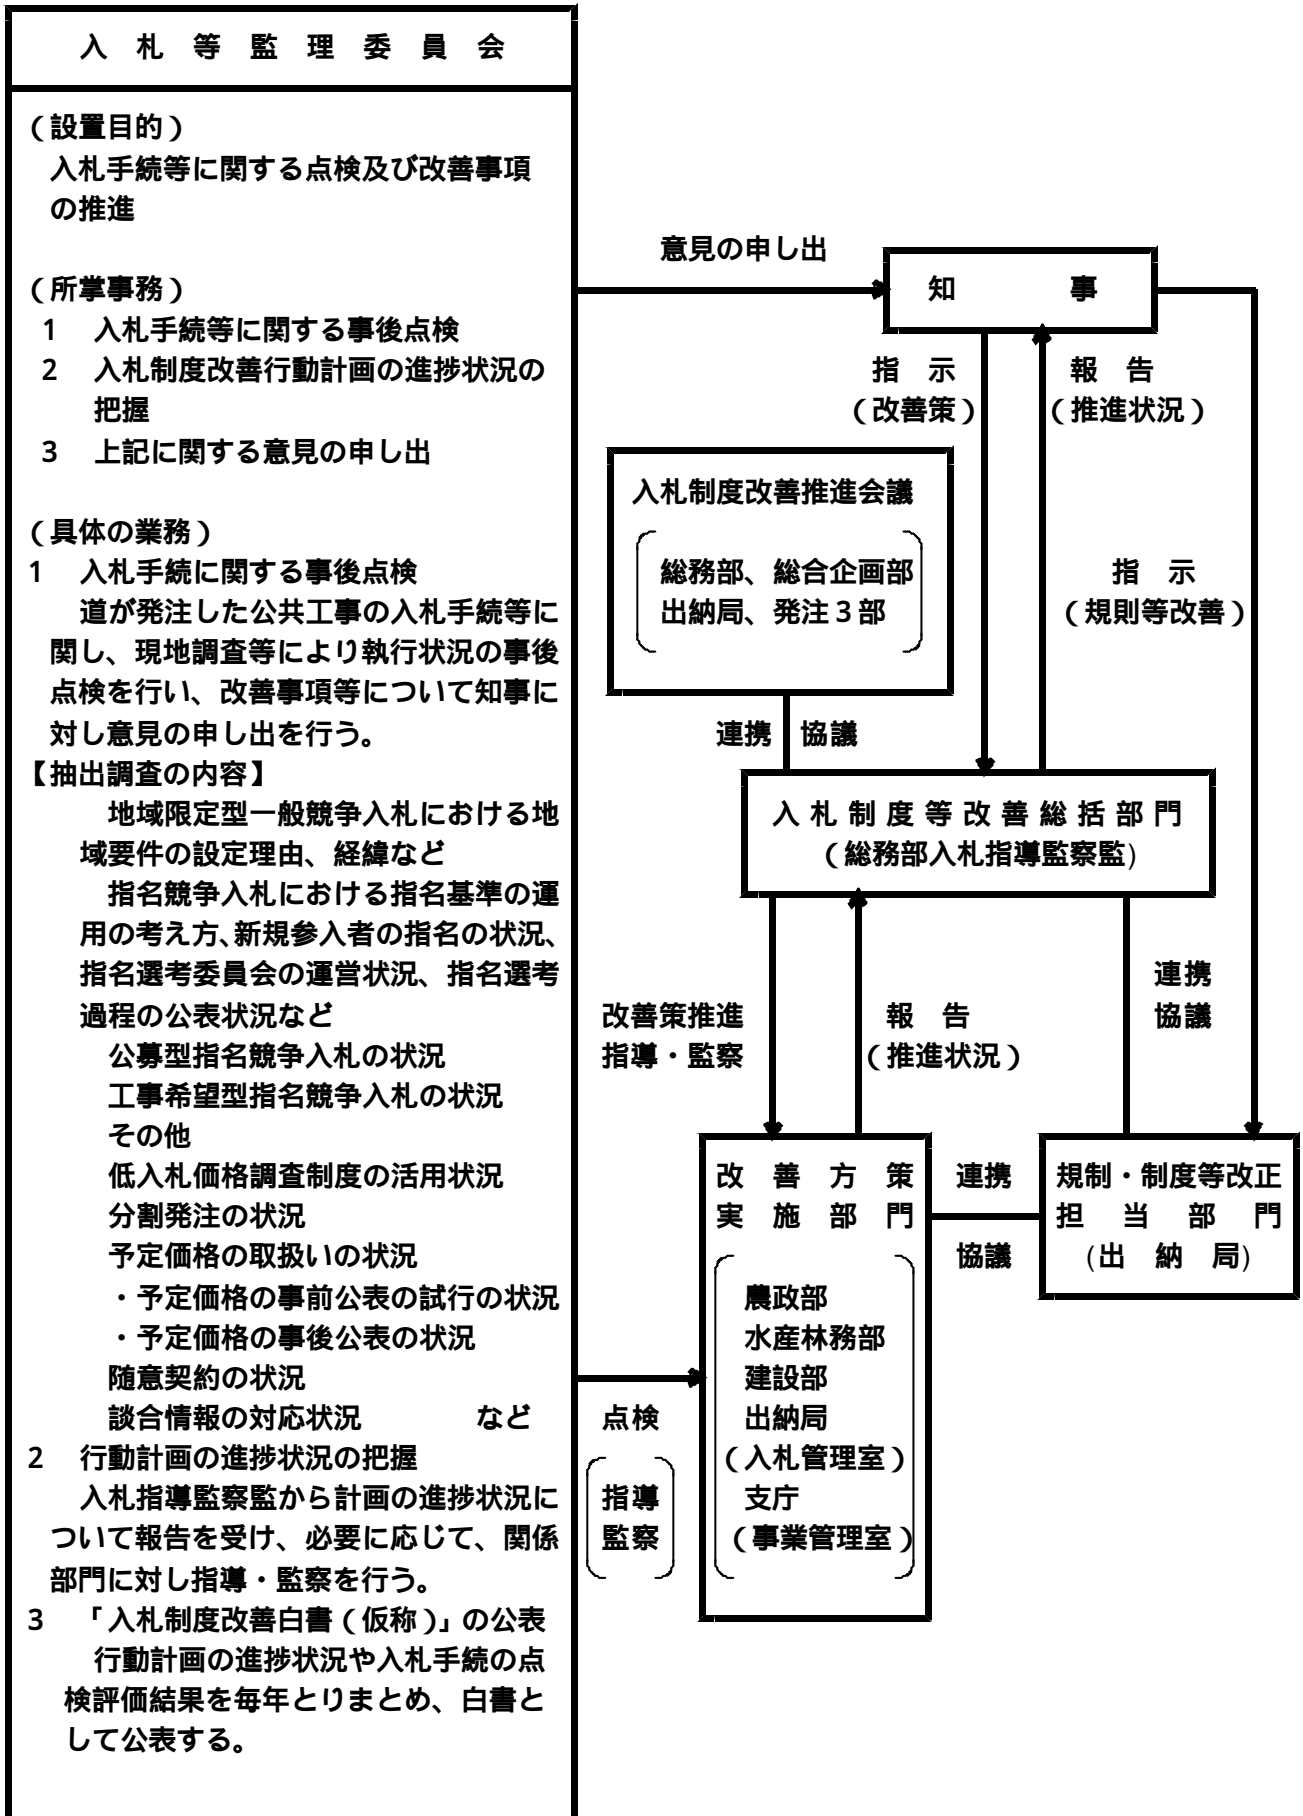 入札等監理委員会
（設置目的）
入札手続等に関する点検及び改善事項
の推進
（所掌事務）
1　入札手続等に関する事後点検
2　入札制度改善行動計画の進捗状況の
把握
3　上記に関する意見の申し出
（具体の業務）
1　入札手続に関する事後点検
道が発注した公共工事の入札手続等に
関し、現地調査等により執行状況の事後
点検を行い、改善事項等について知事に
対し意見の申し出を行う。
【抽出調査の内容】
地域限定型一般競争入札における地
域要件の設定理由、経緯など
指名競争入札における指名基準の運
用の考え方、新規参入者の指名の状況、
指名選考委員会の運営状況、指名選考
過程の公表状況など
公募型指名競争入札の状況
工事希望型指名競争入札の状況
その他
低入札価格調査制度の活用状況
分割発注の状況
予定価格の取扱いの状況
・予定価格の事前公表の試行の状況
・予定価格の事後公表の状況
随意契約の状況
談合情報の対応状況　　　　など
2　行動計画の進捗状況の把握
入札指導監察監から計画の進捗状況に
ついて報告を受け、必要に応じて、関係
部門に対し指導・監察を行う。
3　「入札制度改善白書（仮称）」の公表
行動計画の進捗状況や入札手続の点
検評価結果を毎年とりまとめ、白書と
して公表する。
意見の申し出
知　　　事
指　示
（改善策）
報　告
（推進状況）
入札制度改善推進会議
総務部、総合企画部
出納局、発注３部
指　示
（規則等改善）
連携　協議
入札制度等改善総括部門
（総務部入札指導監察監)
改善策推進
指導・監察
報　告
（推進状況）
連携
協議
改　善　方　策
実　施　部　門
農政部
水産林務部
建設部
出納局
（入札管理室）
支庁
（事業管理室）
連携
協議
規制・制度等改正
担　当　部　門
(出　納　局)
点検
指導
監察